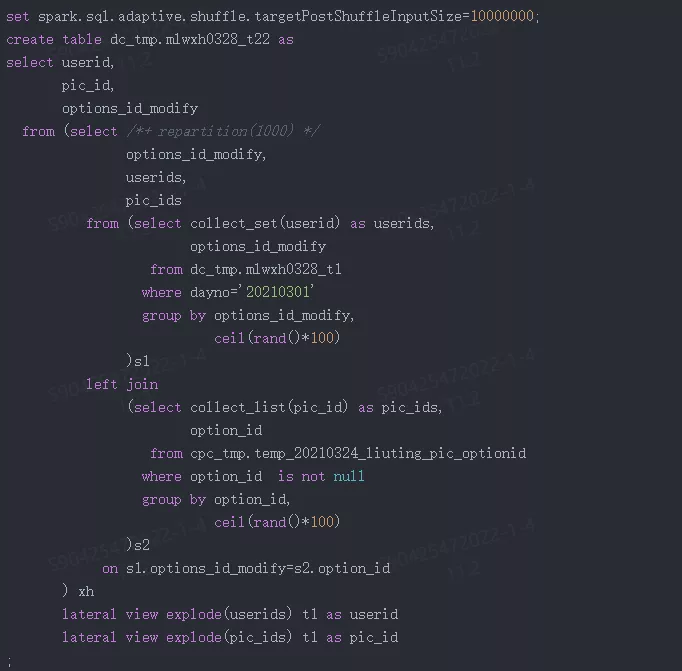 set spark.sql.adaptive.shuffle.targetPostShuffleInputSize=10000000;
create table dc_tmp.mlwxh0328_t22 as
select userid,
pic_id,
options_id_modify
from (select /*+ repartition(1000) */
options_id_modify,
userids,
pic_ids
from (select collect_set(userid) as userids,
options_id_modify
from dc_tmp.mlwxh0328_t1
where dayno='20210301'
group by options_id_modify,
ceil(rand()*100)
)s1
left join
(select collect_list(pic_id) as pic_ids,
option_id
from cpc_tmp.temp_20210324_liuting_pic_optionid
where option_id  is not null
group by option_id,
ceil(rand()*100)
)s2
on s1.options_id_modify=s2.option_id
) xh
lateral view explode(userids) t1 as userid
lateral view explode(pic_ids) t1 as pic_id
;